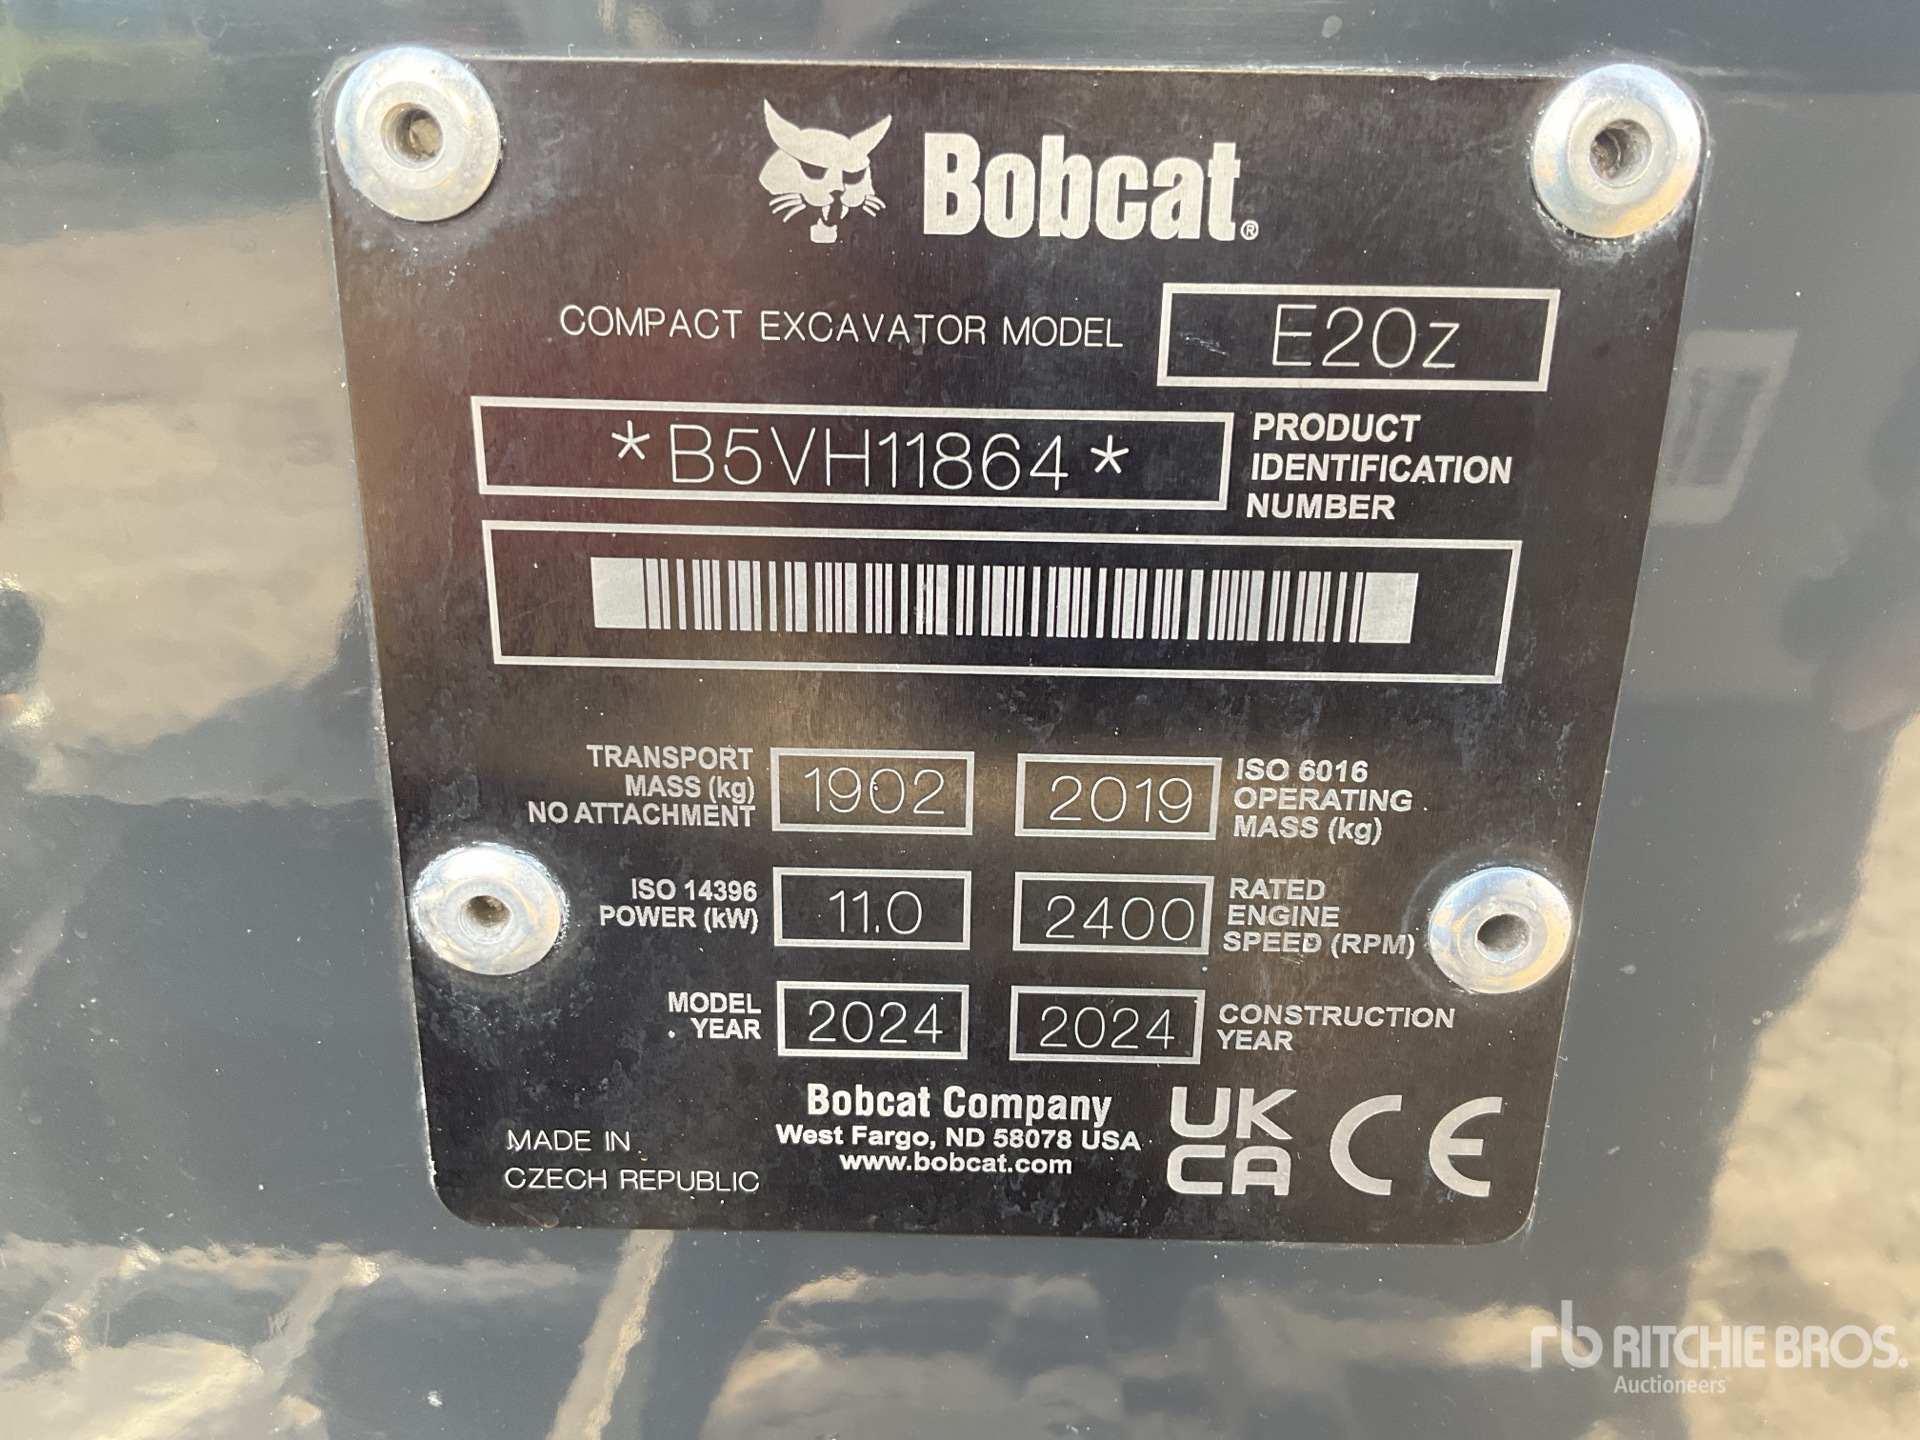 Bobcat®
COMPACT EXCAVATOR MODEL E20z
*B5VH11864*
PRODUCT
IDENTIFICATION
NUMBER
TRANSPORT
MASS (kg)
NO ATTACHMENT
1902
2019
ISO 6016
OPERATING
MASS (kg)
ISO 14396
POWER (kW)
11.0
2400
RATED
ENGINE
SPEED (RPM)
MODEL
YEAR
2024
2024
CONSTRUCTION
YEAR
MADE IN
CZECH REPUBLIC
Bobcat Company
West Fargo, ND 58078 USA
www.bobcat.com
UK
CA
CE
rb RITCHIE BROS.
Auctioneers